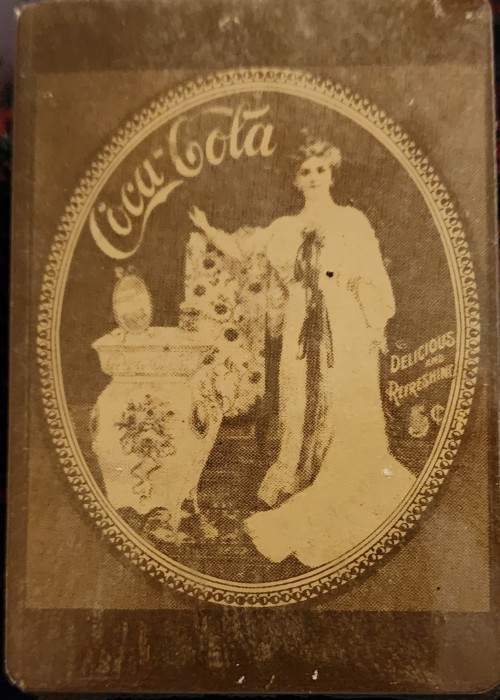 Coca-Cola
DELICIOUS
AND
REFRESHING
5¢